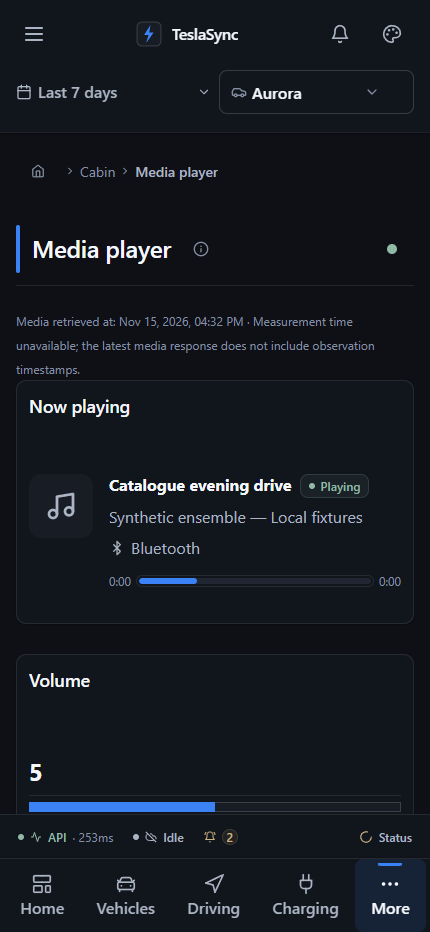 TeslaSync
Last 7 days
Aurora
Cabin
Media player
Media player
Media retrieved at: Nov 15, 2026, 04:32 PM · Measurement time
unavailable; the latest media response does not include observation
timestamps.
Now playing
Catalogue evening drive
Playing
Synthetic ensemble — Local fixtures
Bluetooth
0:00
0:00
Volume
5
API · 253ms
Idle
2
Status
Home
Vehicles
Driving
Charging
More